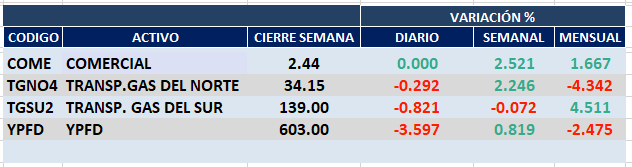 VARIACIÓN %
CODIGO ACTIVO CIERRE SEMANA DIARIO SEMANAL MENSUAL
COME COMERCIAL 2.44 0.000 2.521 1.667
TGNO4 TRANSP.GAS DEL NORTE 34.15 -0.292 2.246 -4.342
TGSU2 TRANSP. GAS DEL SUR 139.00 -0.821 -0.072 4.511
YPFD YPFD 603.00 -3.597 0.819 -2.475